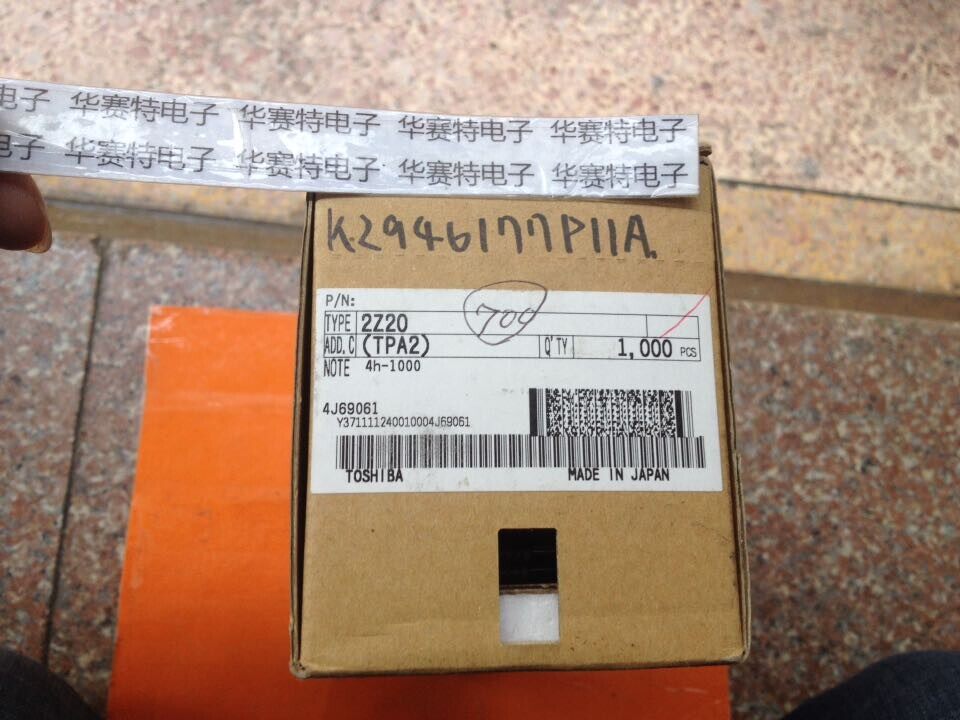 电子 华赛特电子 华赛特电子 华赛特电子 华赛特电子
电子 华赛特电子 华赛特电子 华赛特电子 华赛特电子
K2946177P11A.
P/N:
TYPE 2Z20 700
ADD.C (TPA2) Q'TY 1,000 PCS
NOTE 4h-1000
4J69061
Y371111240010004J69061
TOSHIBA MADE IN JAPAN